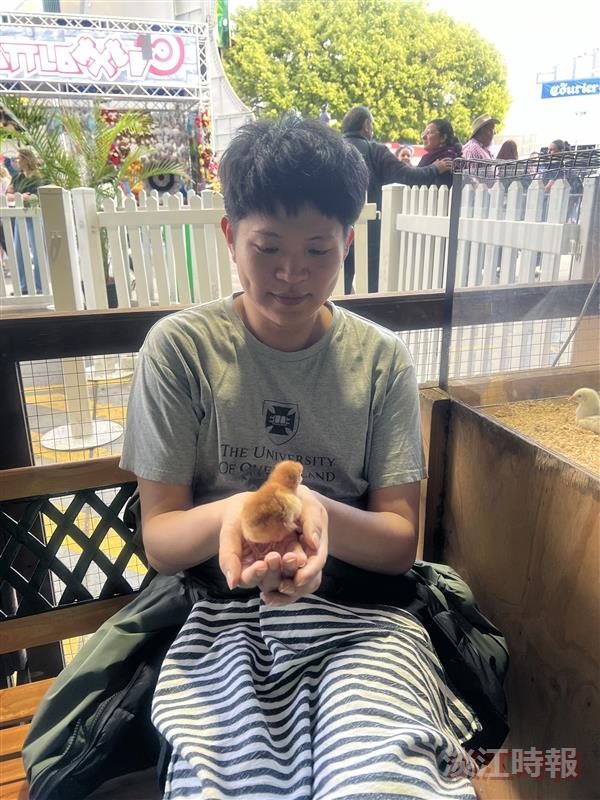 Courier
THE UNIVERSITY
OF QUEENSLAND
淡江時報